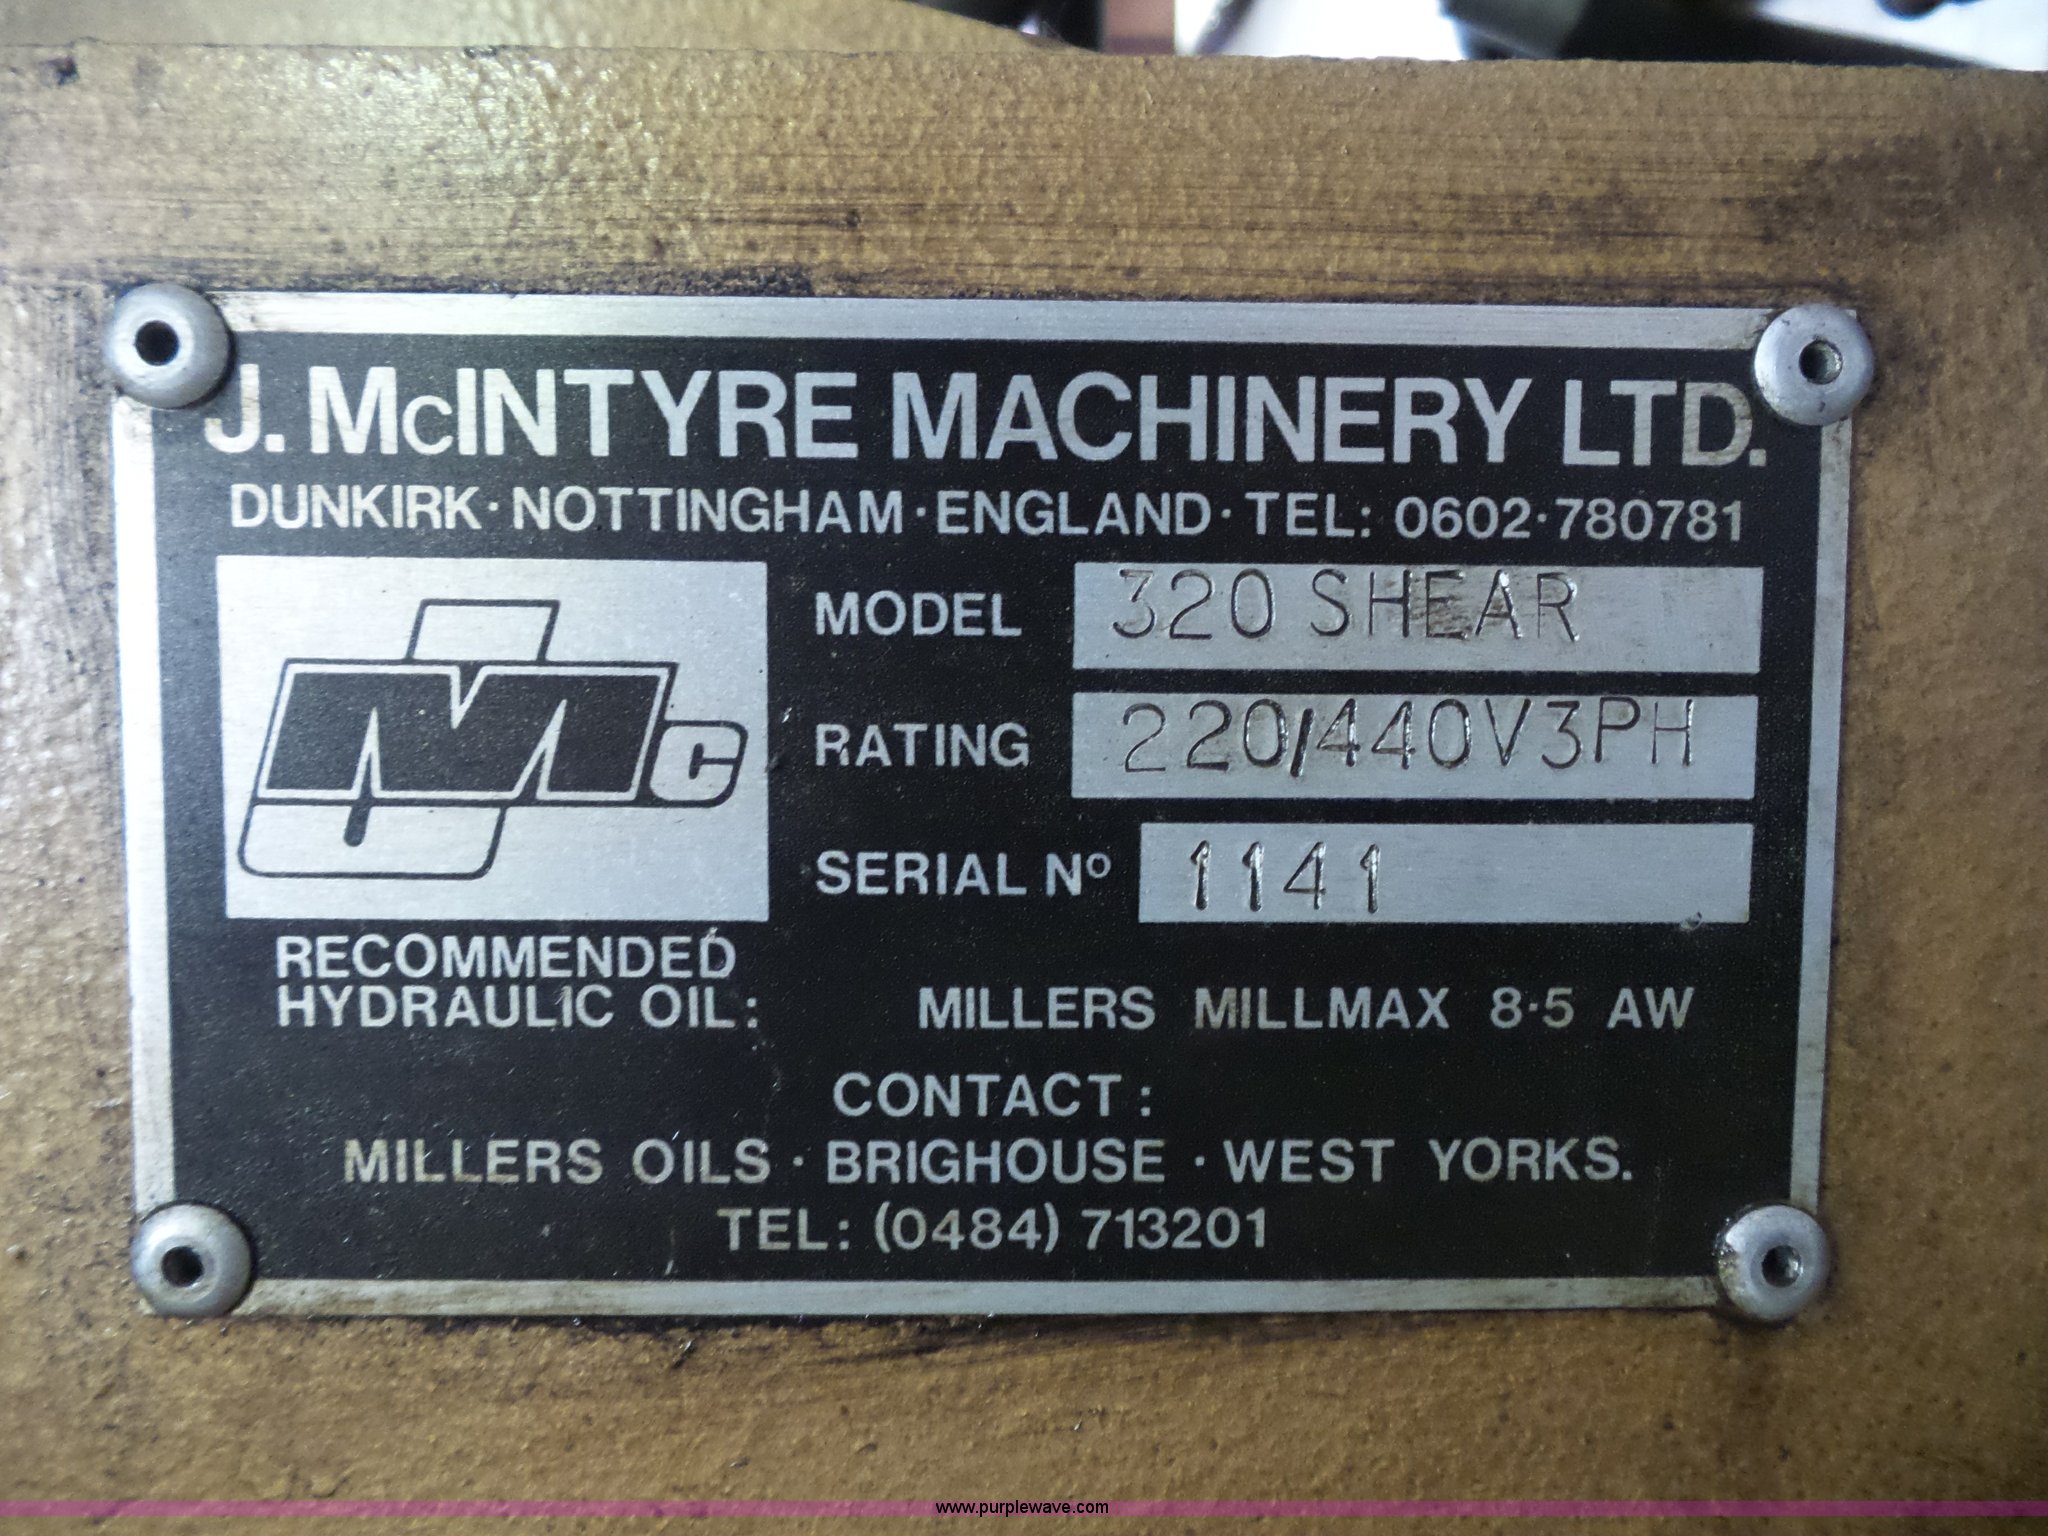 J. McINTYRE MACHINERY LTD.
DUNKIRK · NOTTINGHAM · ENGLAND · TEL: 0602·780781
JMc
MODEL 320 SHEAR
RATING 220/440V3PH
SERIAL Nº 1141
RECOMMENDED
HYDRAULIC OIL: MILLERS MILLMAX 8·5 AW
CONTACT:
MILLERS OILS · BRIGHOUSE · WEST YORKS.
TEL: (0484) 713201
www.purplewave.com